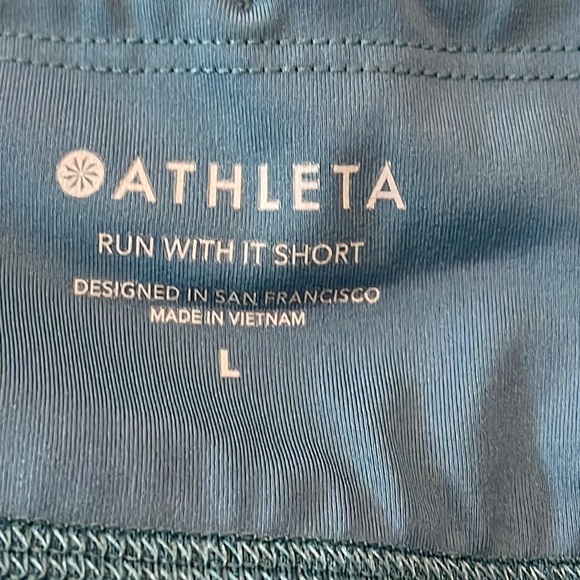 ATHLETA
RUN WITH IT SHORT
DESIGNED IN SAN FRANCISCO
MADE IN VIETNAM
L